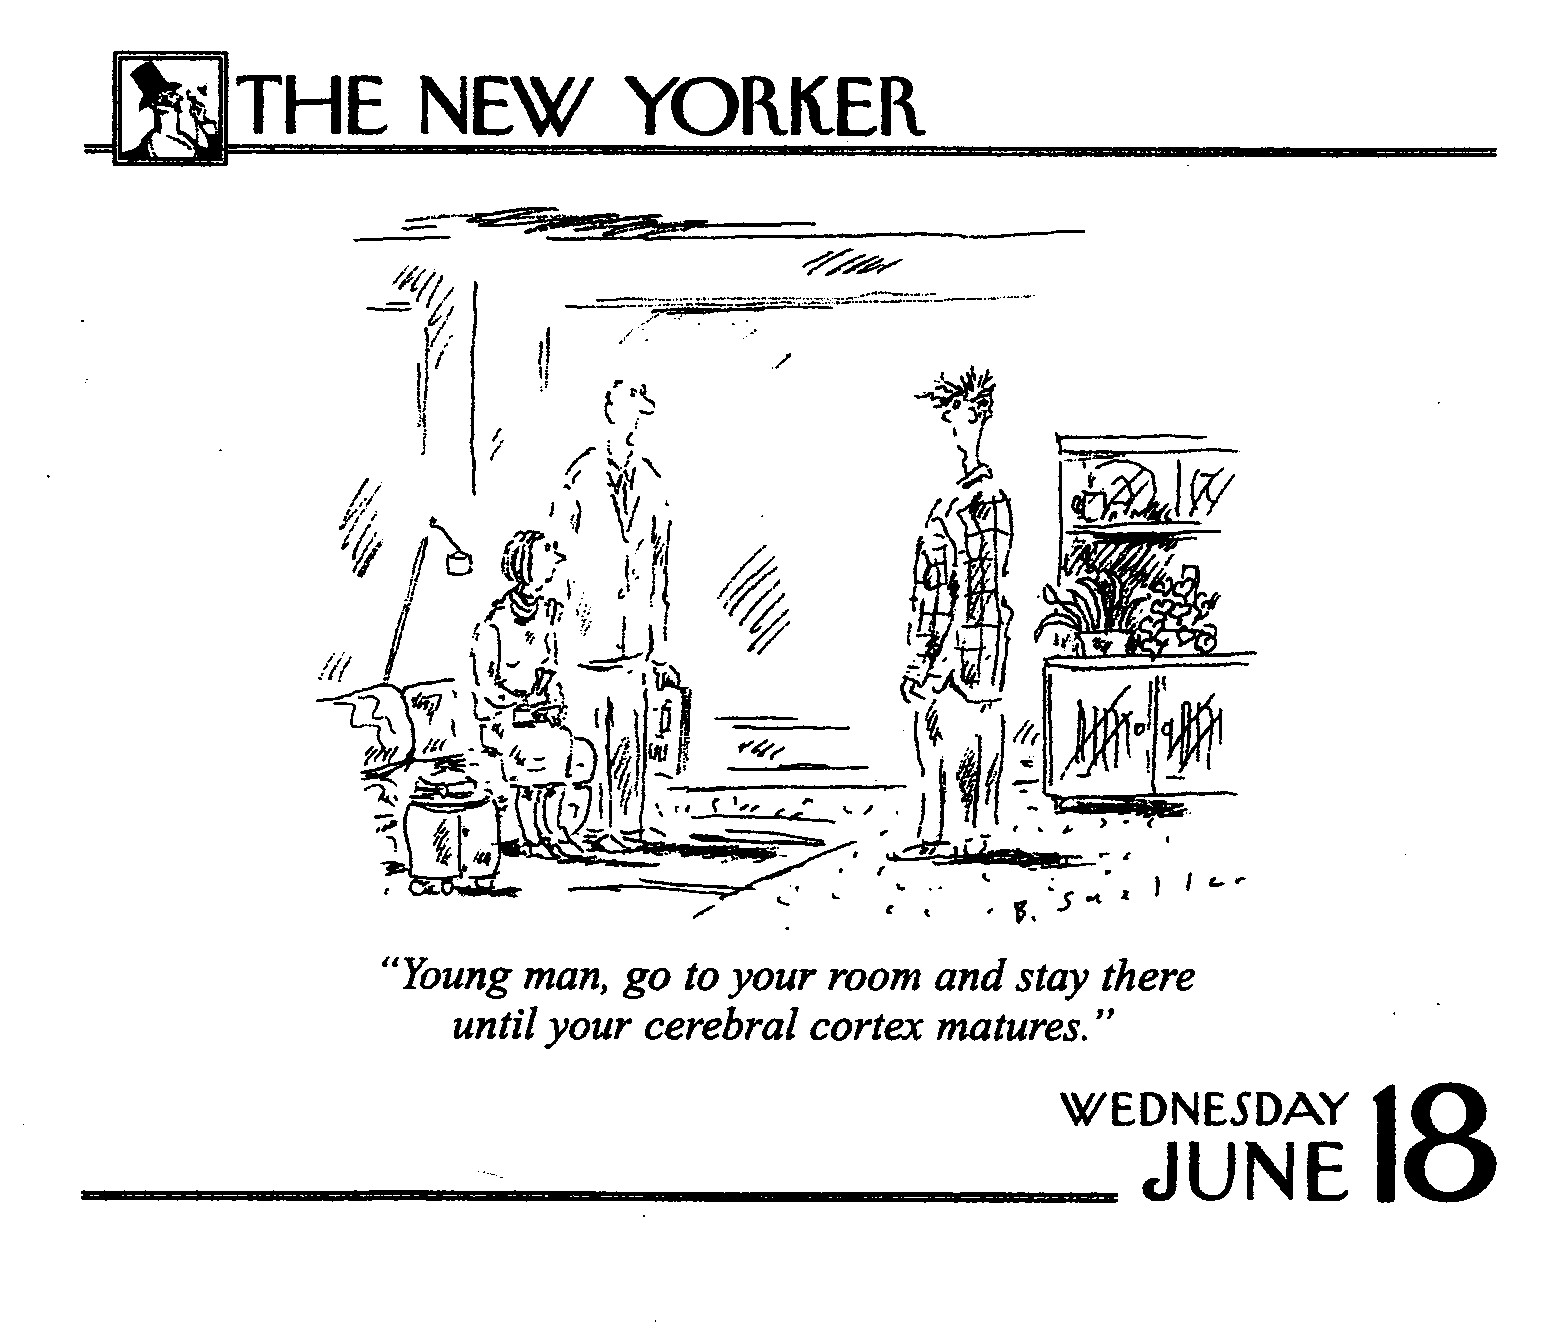 THE NEW YORKER
B. Smaller
“Young man, go to your room and stay there
until your cerebral cortex matures.”
WEDNESDAY
JUNE 18